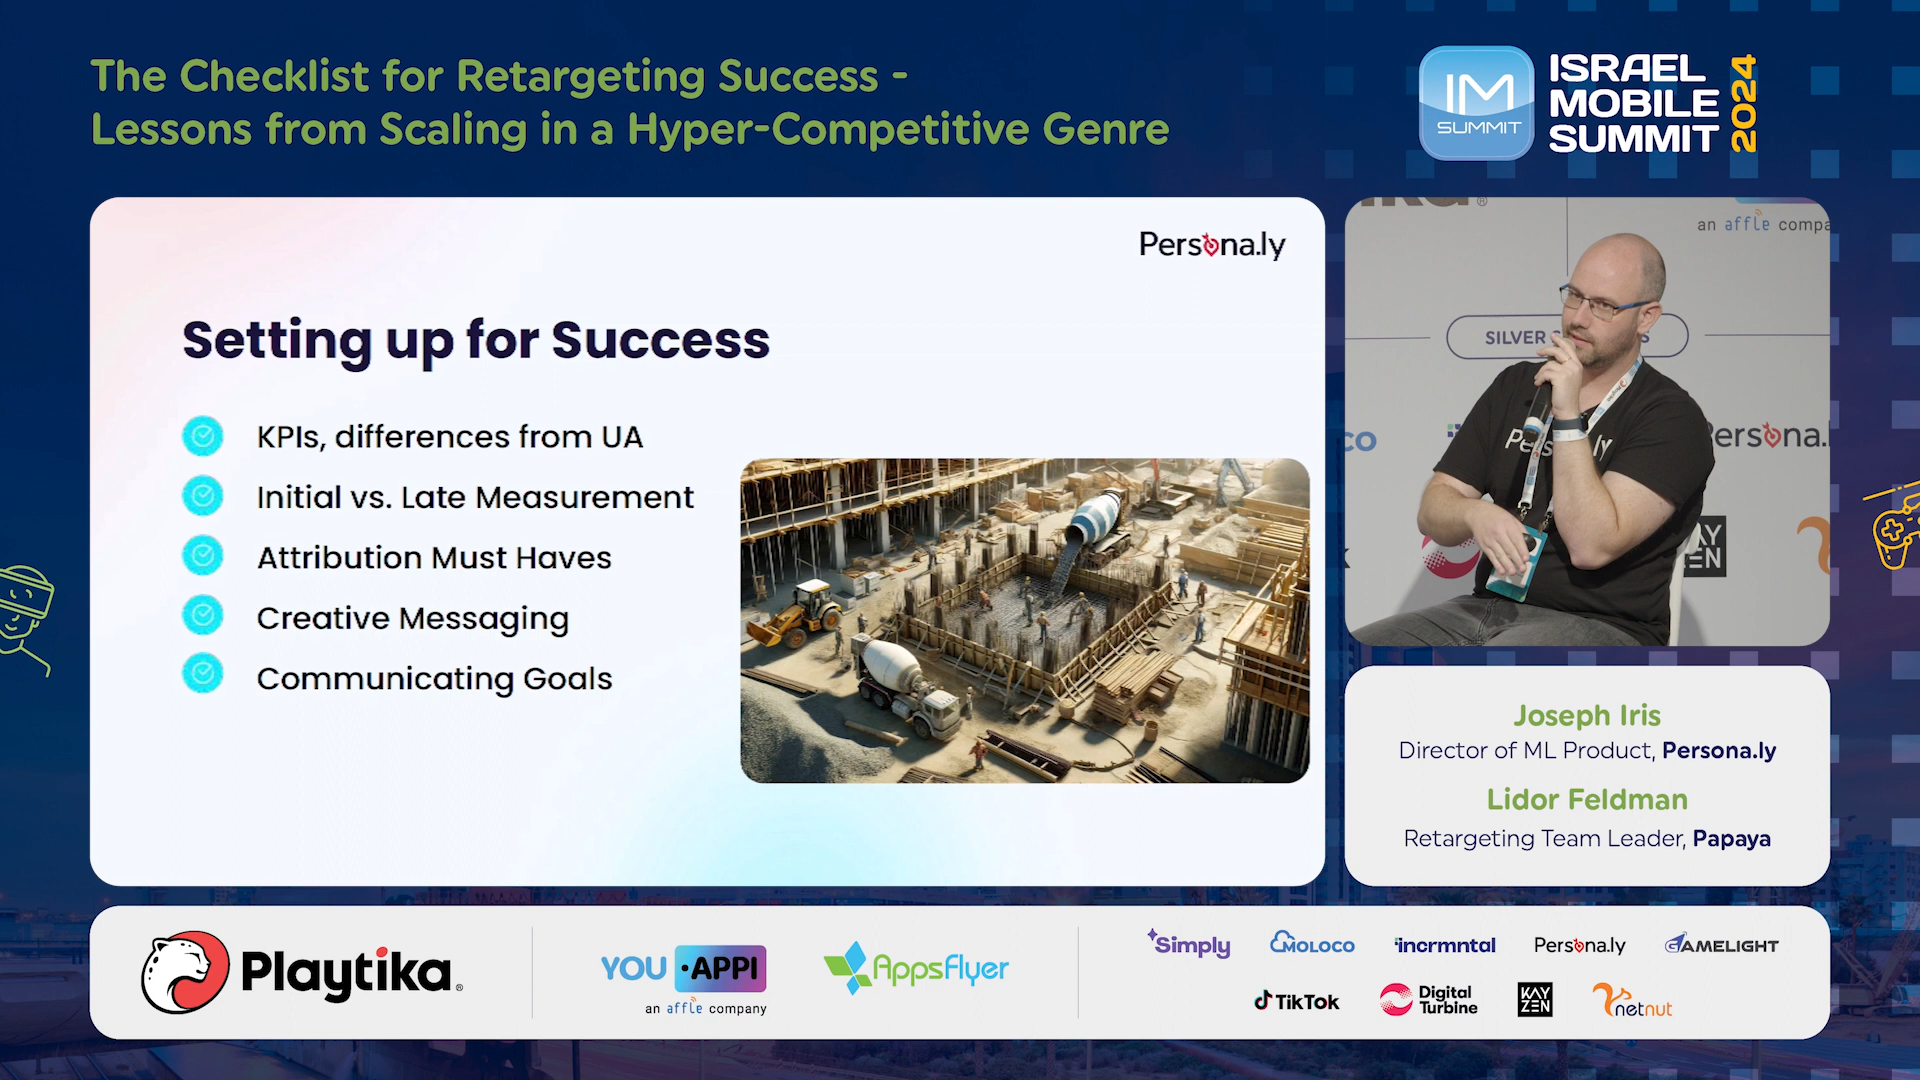 The Checklist for Retargeting Success -
Lessons from Scaling in a Hyper-Competitive Genre
IM
SUMMIT
ISRAEL
MOBILE
SUMMIT
2024
Persona.ly
Setting up for Success
KPIs, differences from UA
Initial vs. Late Measurement
Attribution Must Haves
Creative Messaging
Communicating Goals
an affle compa
SILVER
Joseph Iris
Director of ML Product, Persona.ly
Lidor Feldman
Retargeting Team Leader, Papaya
Playtika®
YOU•APPI
an affle company
AppsFlyer
Simply
MOLOCO
incrmntal
Persona.ly
GAMELIGHT
TikTok
Digital
Turbine
KAY
ZEN
netnut